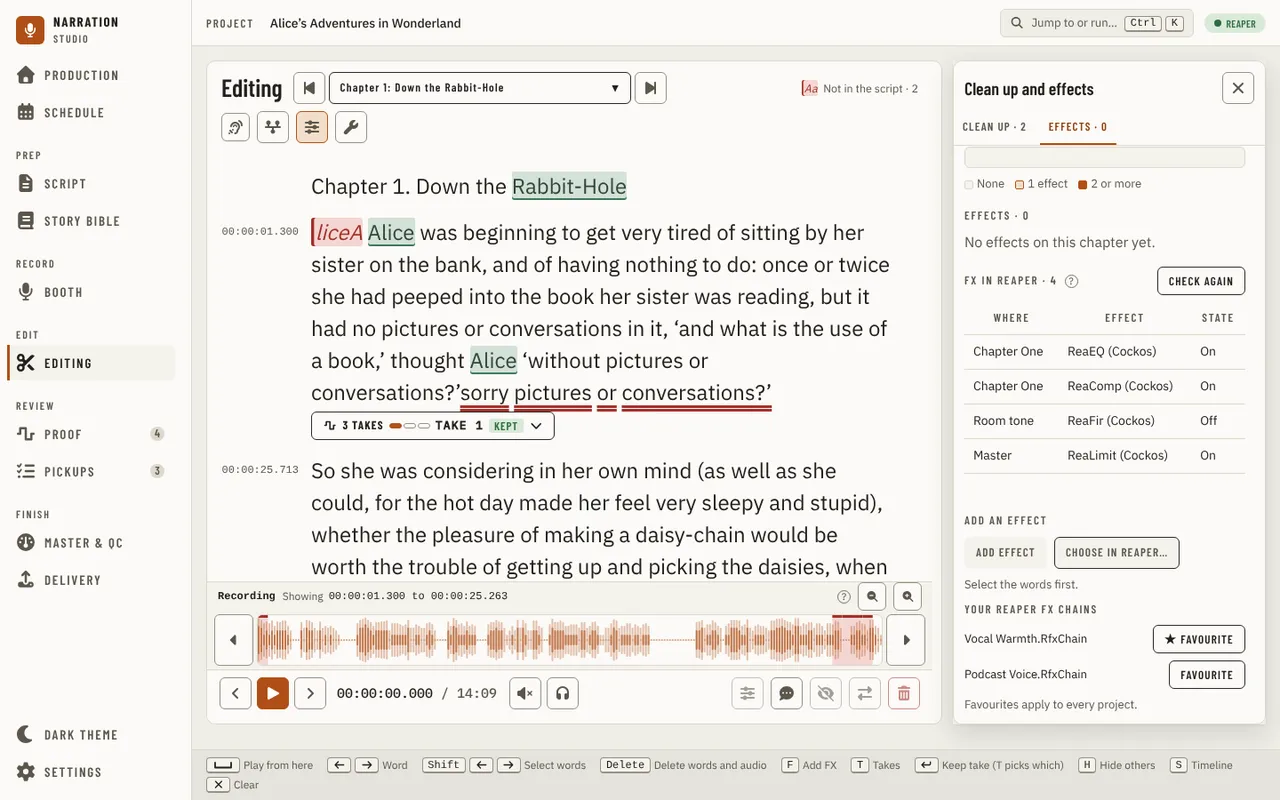 NARRATION
STUDIO
PRODUCTION
SCHEDULE
PREP
SCRIPT
STORY BIBLE
RECORD
BOOTH
EDIT
EDITING
REVIEW
PROOF 4
PICKUPS 3
FINISH
MASTER & QC
DELIVERY
DARK THEME
SETTINGS
PROJECT Alice’s Adventures in Wonderland
Jump to or run... Ctrl K
REAPER
Editing
Chapter 1: Down the Rabbit-Hole
Aa Not in the script · 2
Chapter 1. Down the Rabbit-Hole
00:00:01.300 liceA Alice was beginning to get very tired of sitting by her
sister on the bank, and of having nothing to do: once or twice
she had peeped into the book her sister was reading, but it
had no pictures or conversations in it, ‘and what is the use of
a book,’ thought Alice ‘without pictures or
conversations?’sorry pictures or conversations?’
3 TAKES TAKE 1 KEPT
00:00:25.713 So she was considering in her own mind (as well as she
could, for the hot day made her feel very sleepy and stupid),
whether the pleasure of making a daisy-chain would be
worth the trouble of getting up and picking the daisies, when
Recording Showing 00:00:01.300 to 00:00:25.263 ?
00:00:00.000 / 14:09
Clean up and effects
CLEAN UP · 2 EFFECTS · 0
None 1 effect 2 or more
EFFECTS · 0
No effects on this chapter yet.
FX IN REAPER · 4 ? CHECK AGAIN
WHERE EFFECT STATE
Chapter One ReaEQ (Cockos) On
Chapter One ReaComp (Cockos) On
Room tone ReaFir (Cockos) Off
Master ReaLimit (Cockos) On
ADD AN EFFECT
ADD EFFECT CHOOSE IN REAPER...
Select the words first.
YOUR REAPER FX CHAINS
Vocal Warmth.RfxChain ★ FAVOURITE
Podcast Voice.RfxChain FAVOURITE
Favourites apply to every project.
Play from here ← → Word Shift ← → Select words Delete Delete words and audio F Add FX T Takes Keep take (T picks which) H Hide others S Timeline
Clear